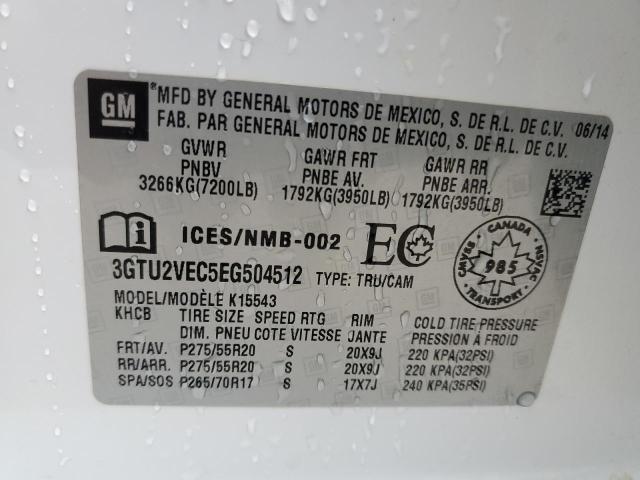 GM
®MFD BY GENERAL MOTORS DE MEXICO, S. DE R.L. DE C.V. 06/14
FAB. PAR GENERAL MOTORS DE MEXICO, S. DE R.L. DE C.V.
GVWR GAWR FRT GAWR RR
PNBV PNBE AV. PNBE ARR.
3266KG(7200LB) 1792KG(3950LB) 1792KG(3950LB)
ICES/NMB-002 EC
CANADA
CMVSS NSVAC
985
TRANSPORT
3GTU2VEC5EG504512 TYPE: TRU/CAM
MODEL/MODÈLE K15543
KHCB TIRE SIZE SPEED RTG RIM COLD TIRE PRESSURE
DIM. PNEU COTE VITESSE JANTE PRESSION À FROID
FRT/AV. P275/55R20 S 20X9J 220 KPA(32PSI)
RR/ARR. P275/55R20 S 20X9J 220 KPA(32PSI)
SPA/SOS P265/70R17 S 17X7J 240 KPA(35PSI)